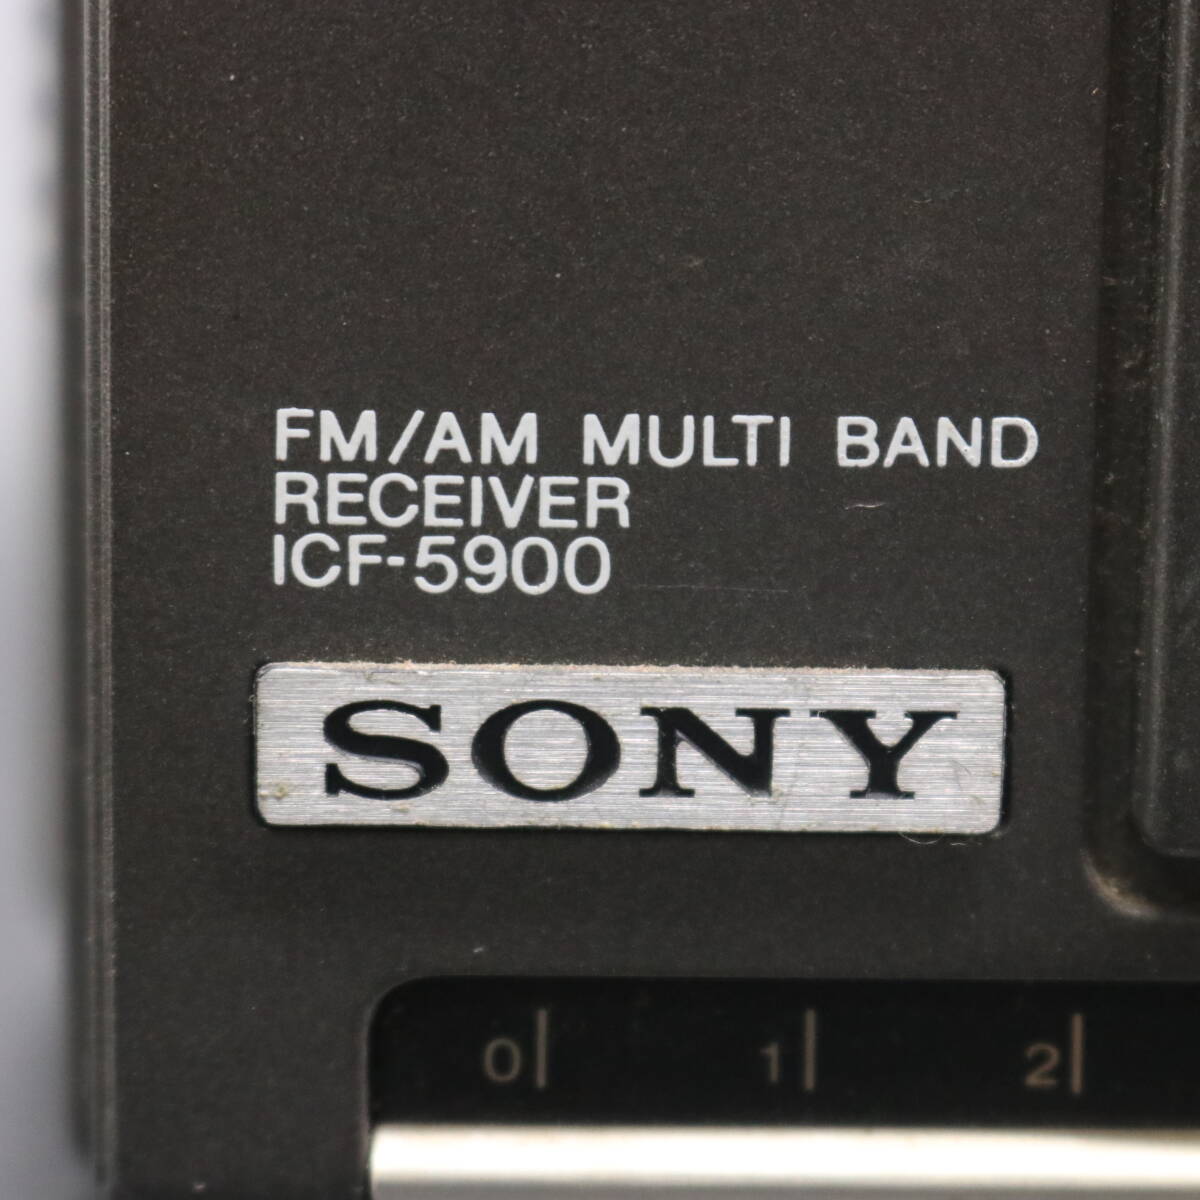 FM/AM MULTI BAND
RECEIVER
ICF-5900
SONY
0 1 2